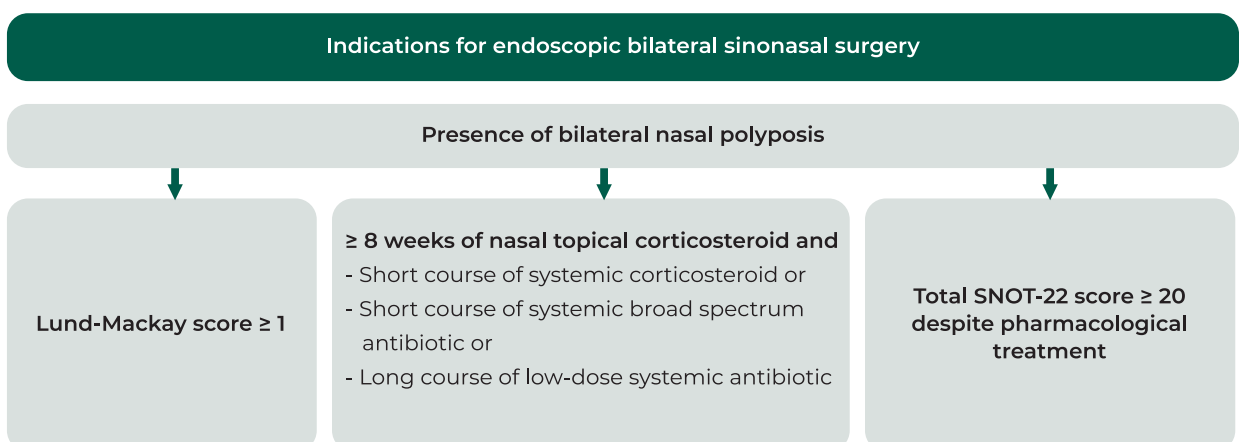 Indications for endoscopic bilateral sinonasal surgery
Presence of bilateral nasal polyposis
Lund-Mackay score ≥ 1
≥ 8 weeks of nasal topical corticosteroid and
- Short course of systemic corticosteroid or
- Short course of systemic broad spectrum
antibiotic or
- Long course of low-dose systemic antibiotic
Total SNOT-22 score ≥ 20
despite pharmacological
treatment